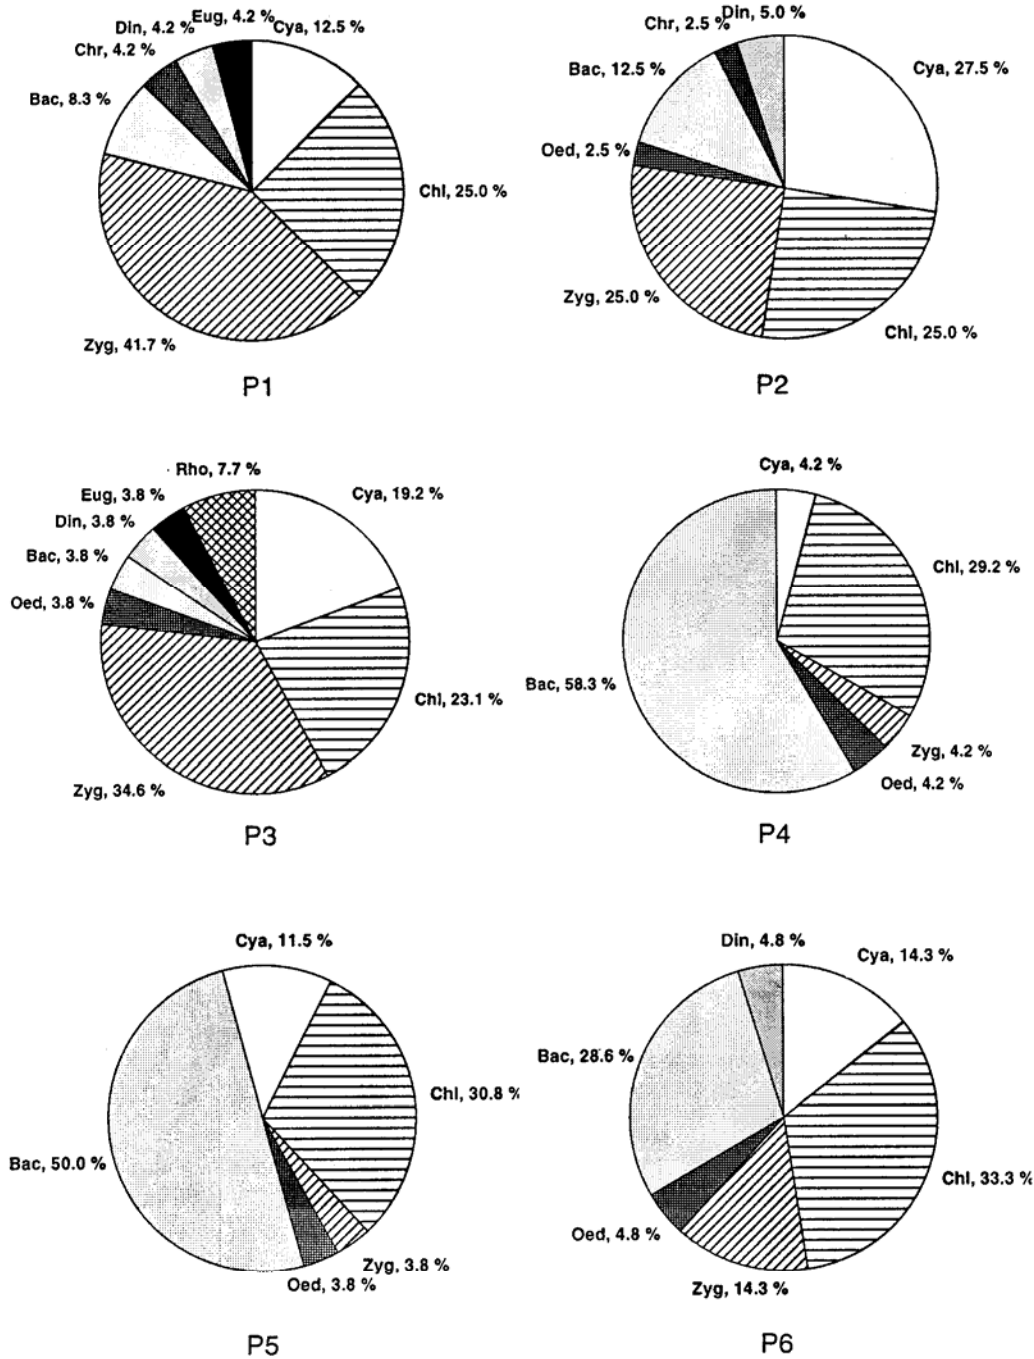 Eug, 4.2 %
Din, 4.2 %
Cya, 12.5 %
Chr, 4.2 %
Bac, 8.3 %
Chl, 25.0 %
Zyg, 41.7 %
P1
Din, 5.0 %
Chr, 2.5 %
Bac, 12.5 %
Cya, 27.5 %
Oed, 2.5 %
Zyg, 25.0 %
Chl, 25.0 %
P2
Rho, 7.7 %
Eug, 3.8 %
Cya, 19.2 %
Din, 3.8 %
Bac, 3.8 %
Oed, 3.8 %
Chl, 23.1 %
Zyg, 34.6 %
P3
Cya, 4.2 %
Chl, 29.2 %
Bac, 58.3 %
Zyg, 4.2 %
Oed, 4.2 %
P4
Cya, 11.5 %
Chl, 30.8 %
Bac, 50.0 %
Zyg, 3.8 %
Oed, 3.8 %
P5
Din, 4.8 %
Cya, 14.3 %
Bac, 28.6 %
Chl, 33.3 %
Oed, 4.8 %
Zyg, 14.3 %
P6